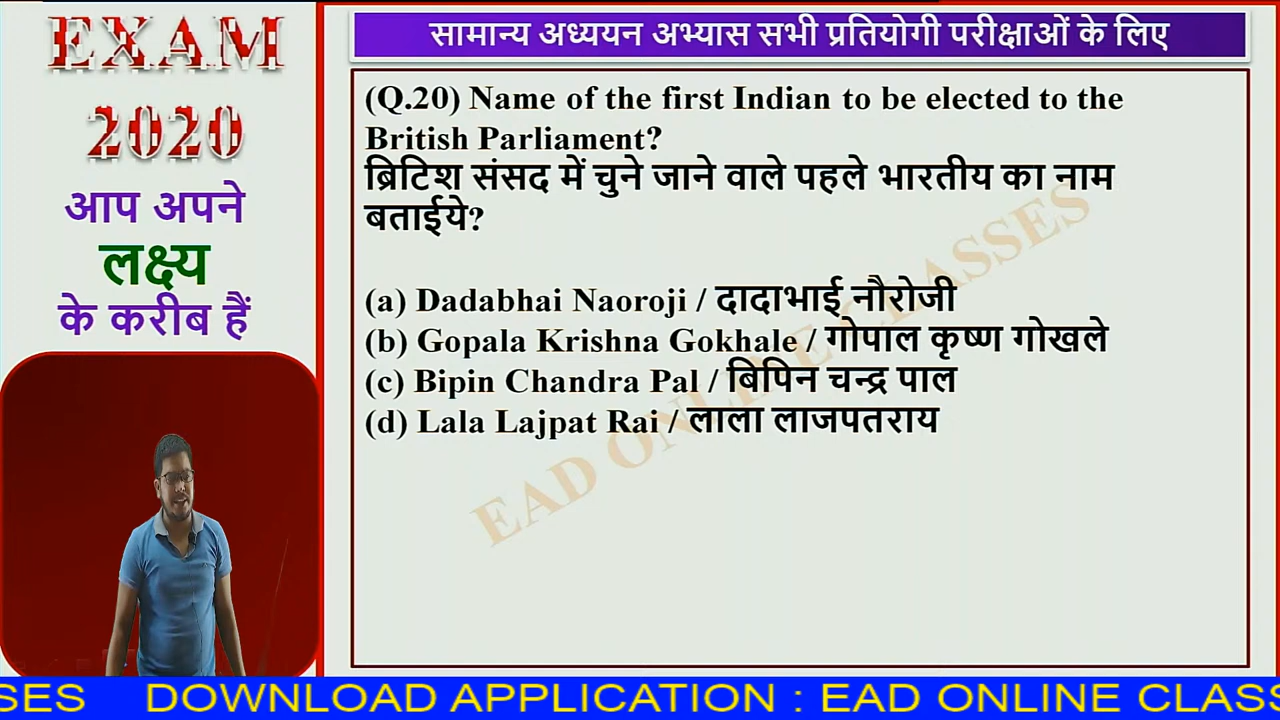 EXAM
2020
आप अपने
लक्ष्य
के करीब हैं
सामान्य अध्ययन अभ्यास सभी प्रतियोगी परीक्षाओं के लिए
(Q.20) Name of the first Indian to be elected to the
British Parliament?
ब्रिटिश संसद में चुने जाने वाले पहले भारतीय का नाम
बताईये?
(a) Dadabhai Naoroji / दादाभाई नौरोजी
(b) Gopala Krishna Gokhale / गोपाल कृष्ण गोखले
(c) Bipin Chandra Pal / बिपिन चन्द्र पाल
(d) Lala Lajpat Rai / लाला लाजपतराय
EAD ONLINE CLASSES
SSES DOWNLOAD APPLICATION : EAD ONLINE CLASS